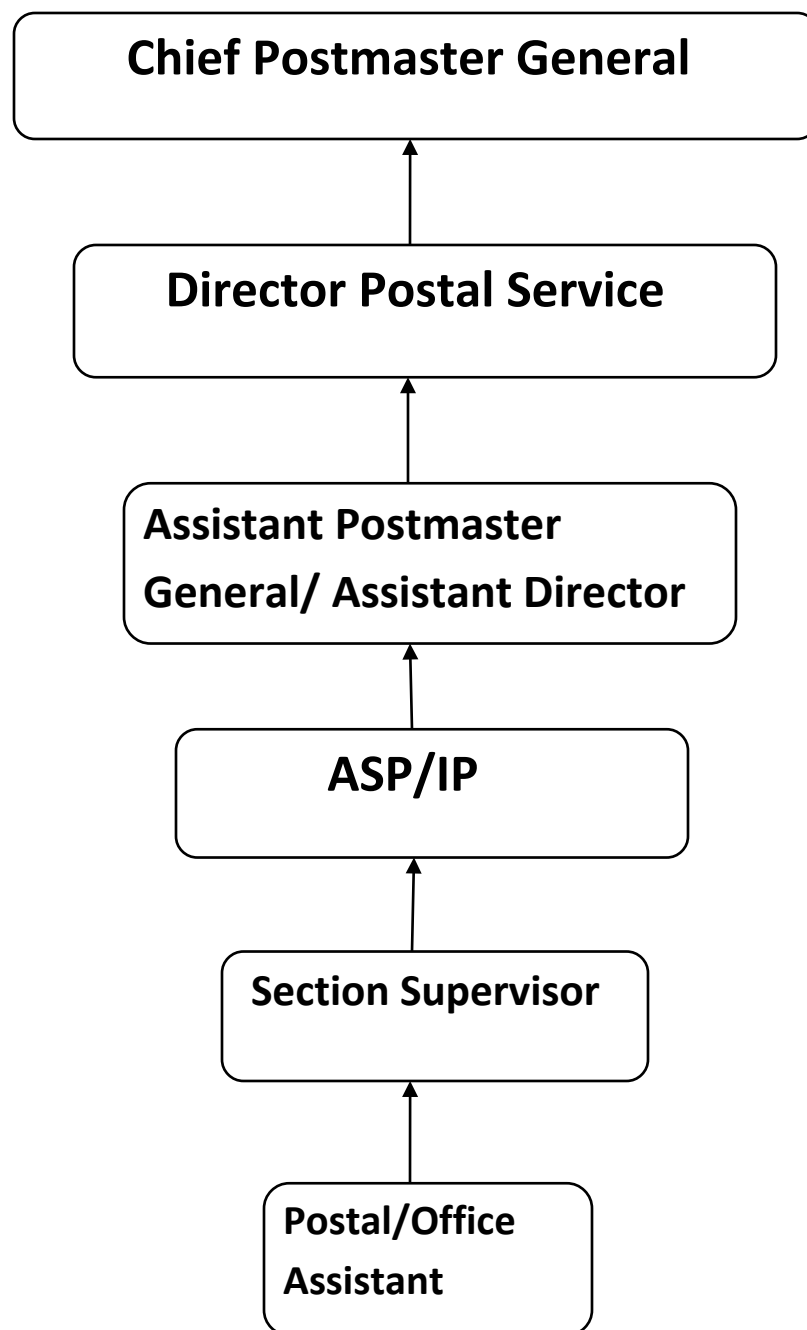 Chief Postmaster General
Director Postal Service
Assistant Postmaster
General/ Assistant Director
ASP/IP
Section Supervisor
Postal/Office
Assistant